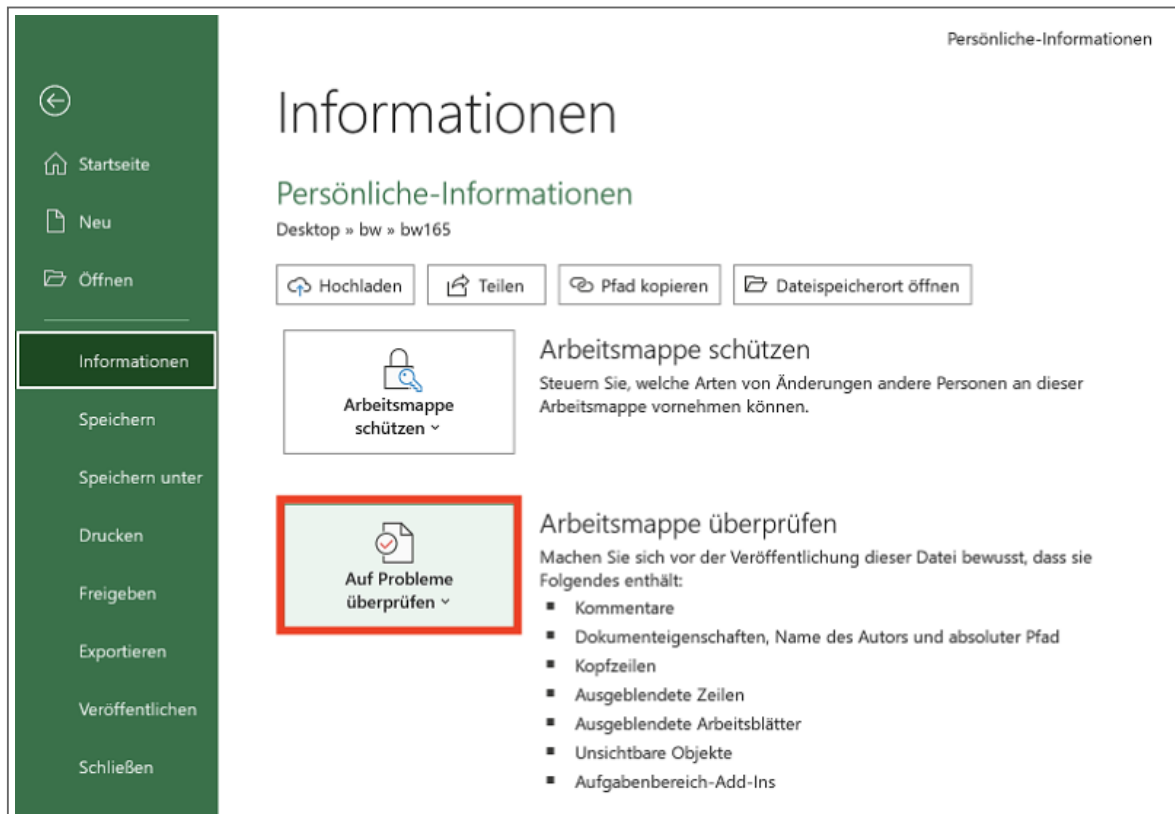 Persönliche-Informationen
Startseite
Neu
Öffnen
Informationen
Speichern
Speichern unter
Drucken
Freigeben
Exportieren
Veröffentlichen
Schließen
Informationen
Persönliche-Informationen
Desktop » bw » bw165
Hochladen
Teilen
Pfad kopieren
Dateispeicherort öffnen
Arbeitsmappe
schützen
Arbeitsmappe schützen
Steuern Sie, welche Arten von Änderungen andere Personen an dieser
Arbeitsmappe vornehmen können.
Auf Probleme
überprüfen
Arbeitsmappe überprüfen
Machen Sie sich vor der Veröffentlichung dieser Datei bewusst, dass sie
Folgendes enthält:
▪ Kommentare
▪ Dokumenteigenschaften, Name des Autors und absoluter Pfad
▪ Kopfzeilen
▪ Ausgeblendete Zeilen
▪ Ausgeblendete Arbeitsblätter
▪ Unsichtbare Objekte
▪ Aufgabenbereich-Add-Ins